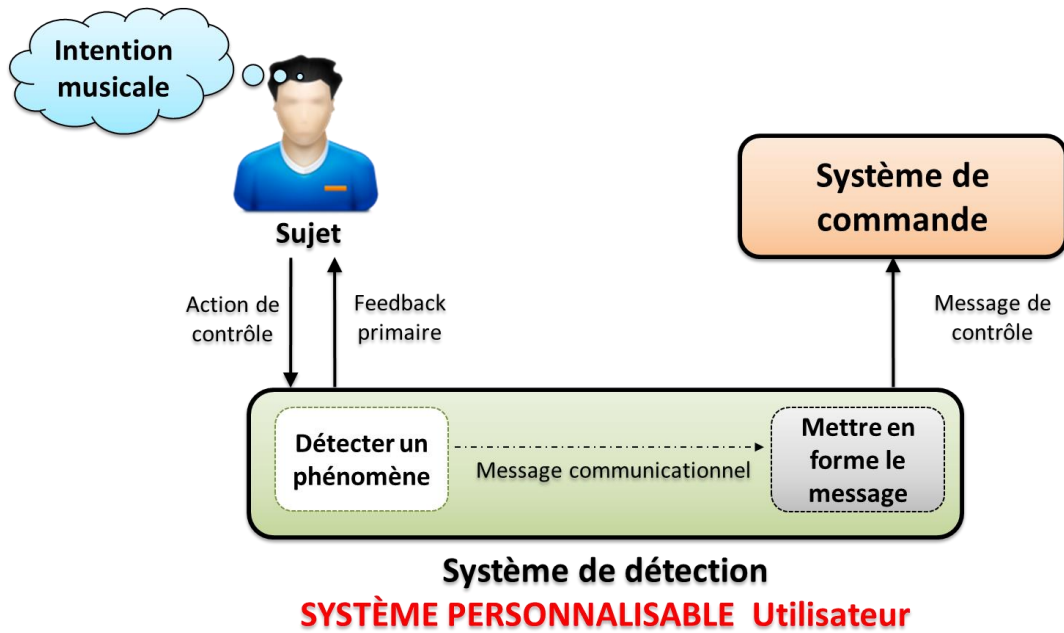 Intention
musicale
Sujet
Système de
commande
Action de
contrôle
Feedback
primaire
Message de
contrôle
Détecter un
phénomène
Message communicationnel
Mettre en
forme le
message
Système de détection
SYSTÈME PERSONNALISABLE Utilisateur